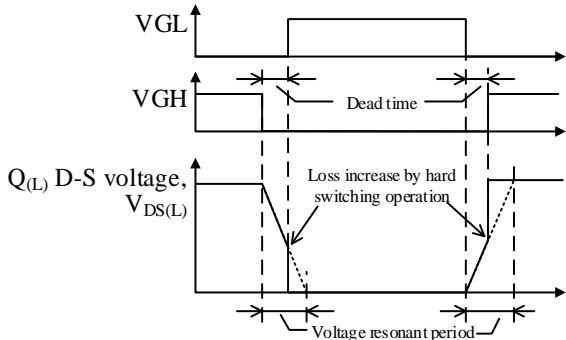 VGL
VGH
Dead time
Q(L) D-S voltage,
VDS(L)
Loss increase by hard
switching operation
Voltage resonant period